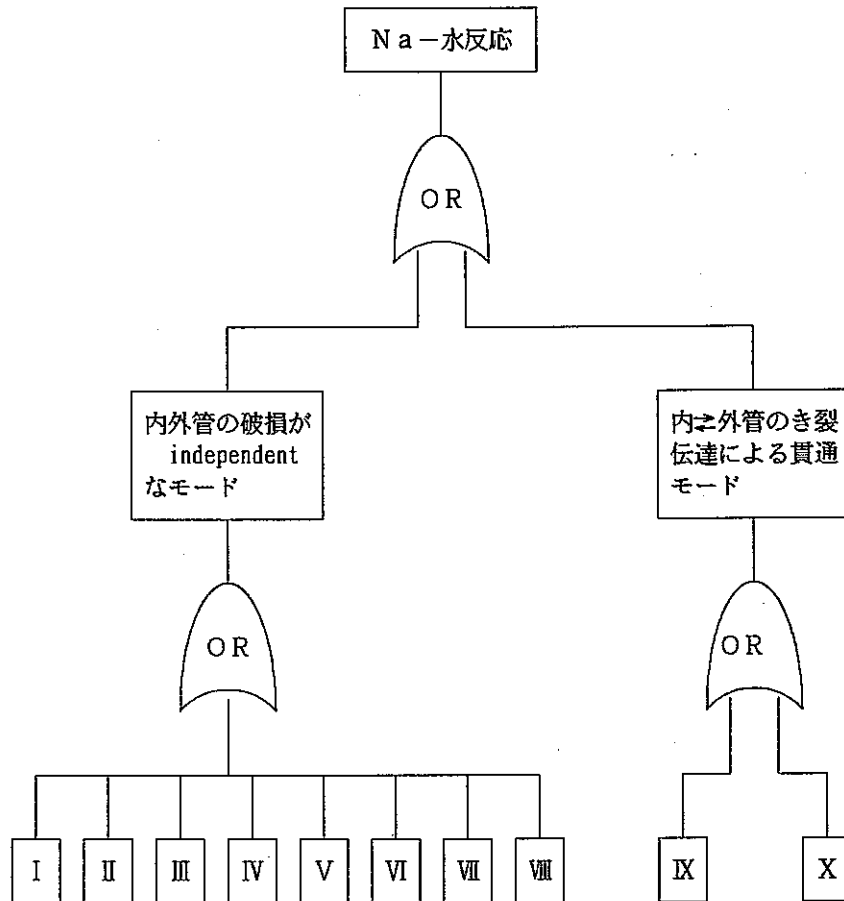 Na－水反応
OR
内外管の破損が
independent
なモード
内⇄外管のき裂
伝達による貫通
モード
OR
OR
Ⅰ Ⅱ Ⅲ Ⅳ Ⅴ Ⅵ Ⅶ Ⅷ Ⅸ Ⅹ